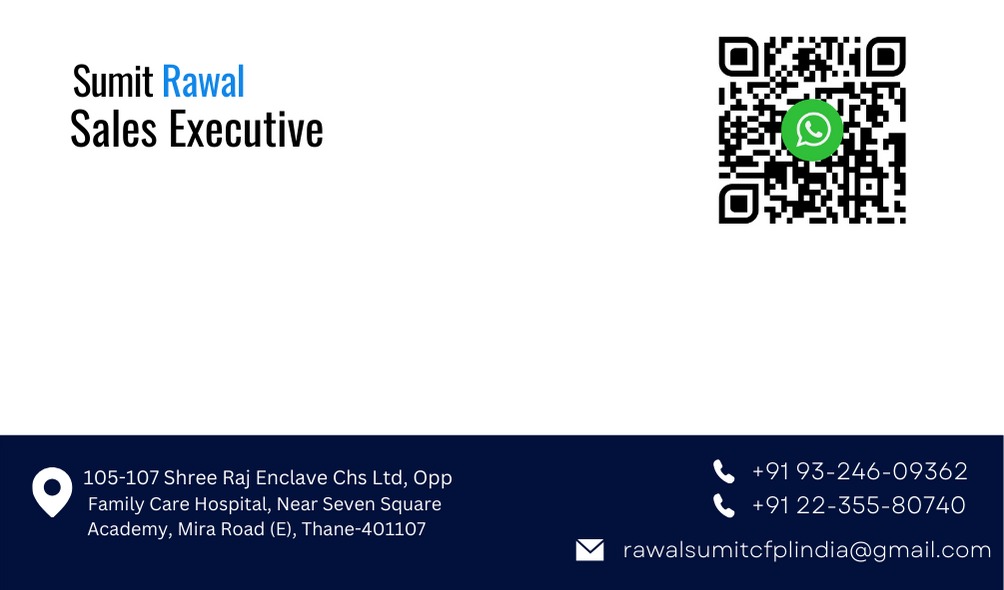 Sumit Rawal
Sales Executive
105-107 Shree Raj Enclave Chs Ltd, Opp
Family Care Hospital, Near Seven Square
Academy, Mira Road (E), Thane-401107
+91 93-246-09362
+91 22-355-80740
rawalsumitcfplindia@gmail.com